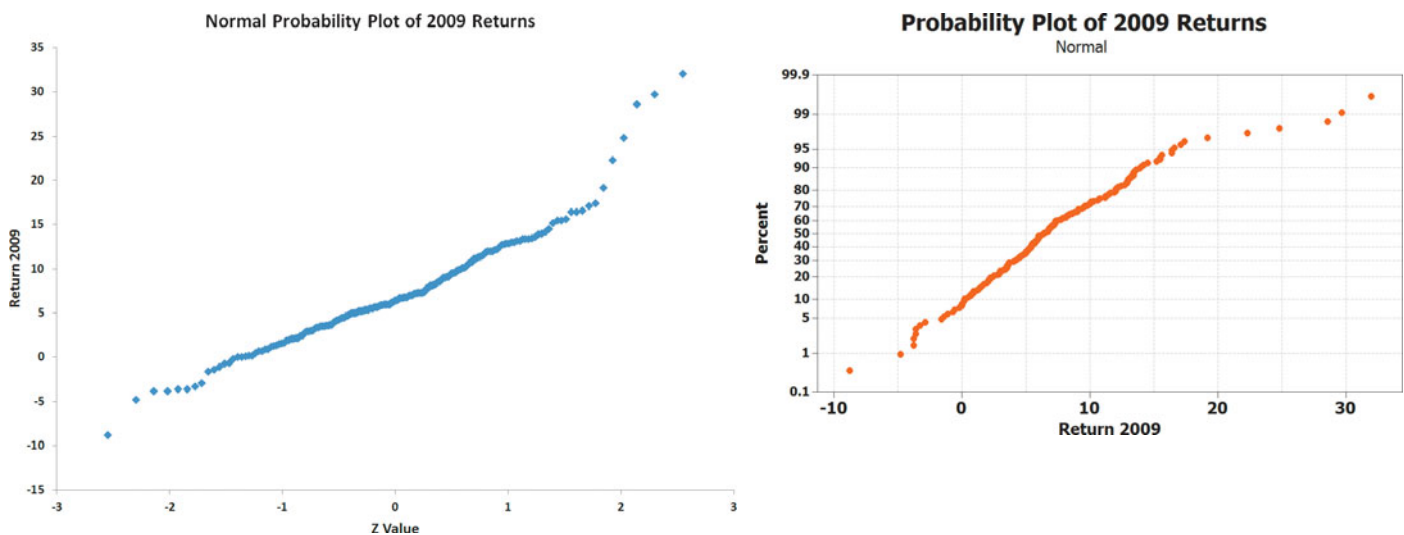 Normal Probability Plot of 2009 Returns
35
30
25
20
15
10
5
0
-5
-10
-15
Return 2009
-3 -2 -1 0 1 2 3
Z Value
Probability Plot of 2009 Returns
Normal
99.9
99
95
90
80
70
60
50
40
30
20
10
5
1
0.1
Percent
-10 0 10 20 30
Return 2009